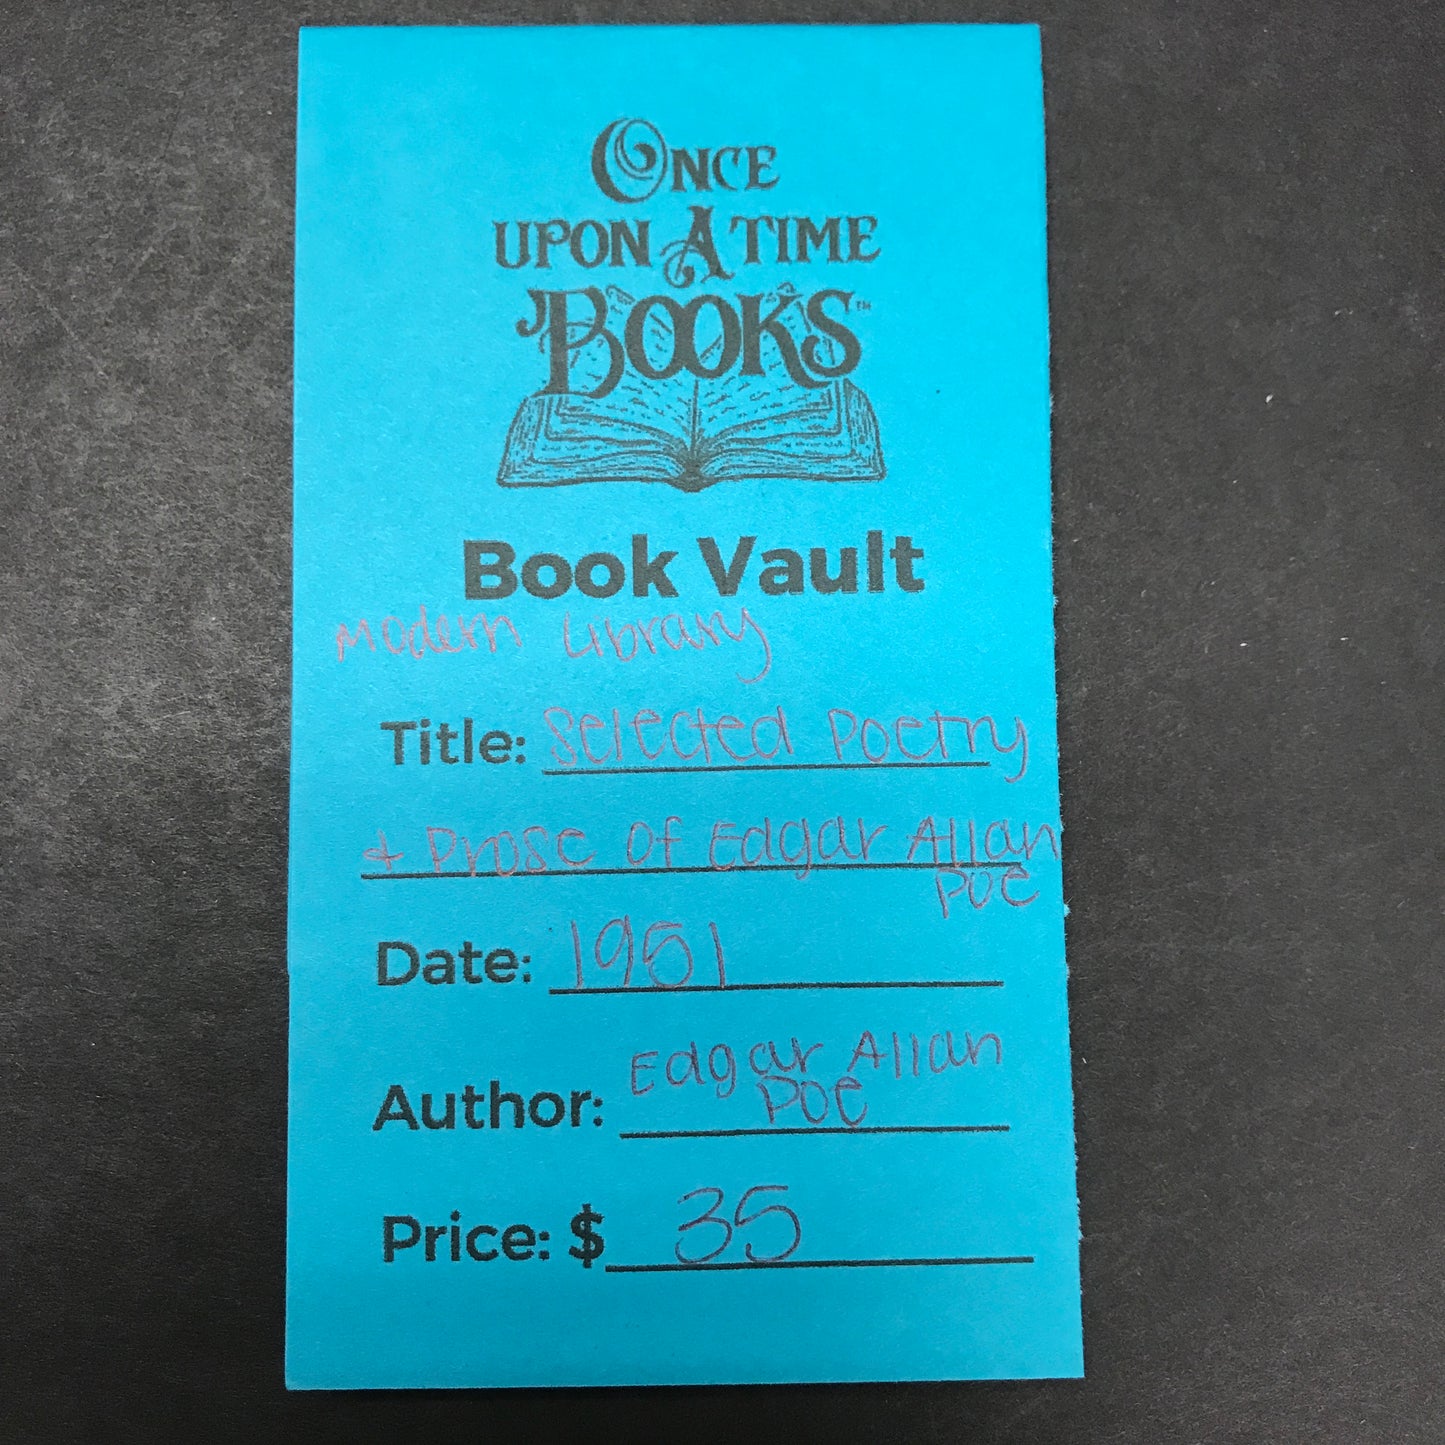 ONCE
UPON A TIME
BOOKS™
Book Vault
Modern Library
Title: Selected Poetry
+ Prose of Edgar Allan
Poe
Date: 1951
Author: Edgar Allan
Poe
Price: $ 35